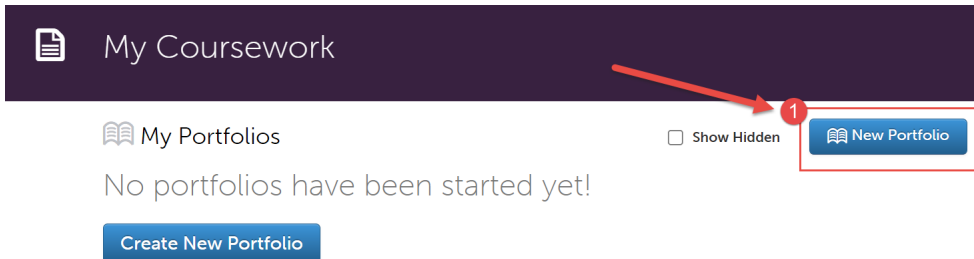 My Coursework
1
My Portfolios
Show Hidden
New Portfolio
No portfolios have been started yet!
Create New Portfolio